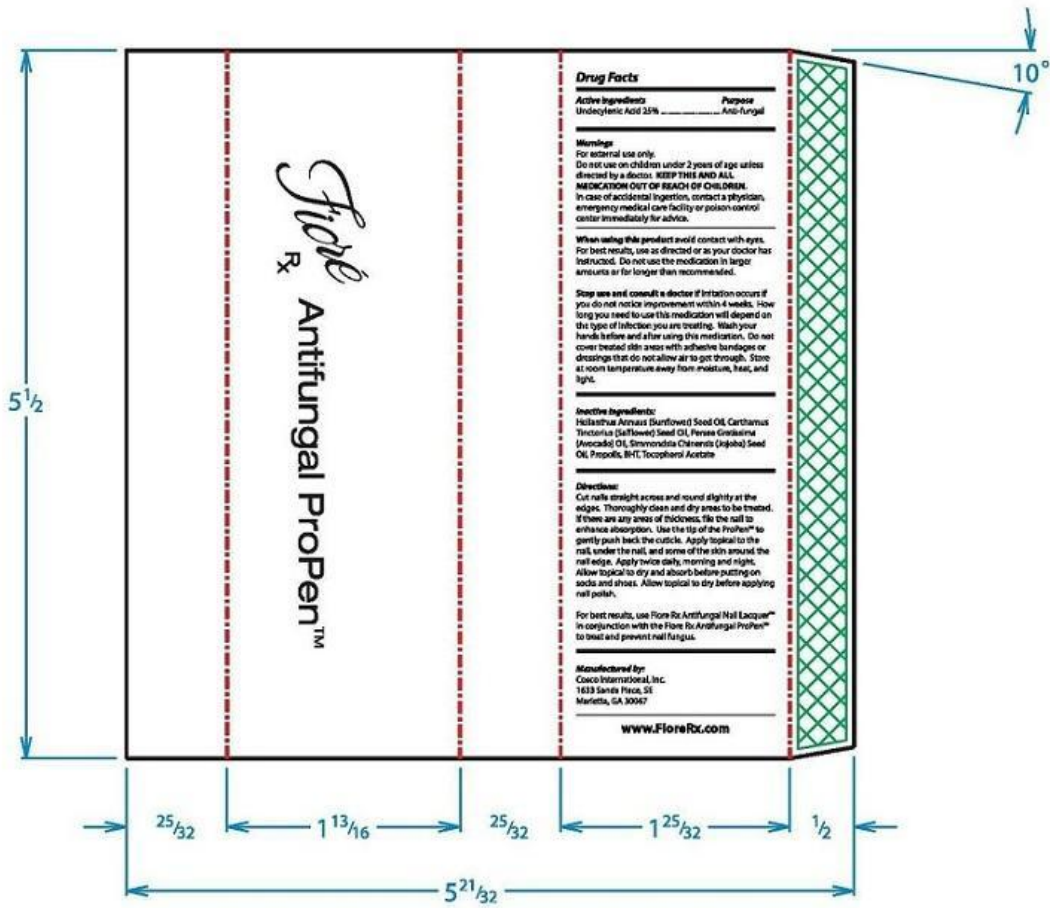 10°
5 1/2
Fioré
Rx
Antifungal ProPen™
Drug Facts
Active Ingredients Purpose
Undecylenic Acid 25% Anti-fungal
Warnings
For external use only.
Do not use on children under 2 years of age unless
directed by a doctor. KEEP THIS AND ALL
MEDICATION OUT OF REACH OF CHILDREN.
In case of accidental ingestion, contact a physician,
emergency medical care facility or poison control
center immediately for advice.
When using this product avoid contact with eyes.
For best results, use as directed or as your doctor has
instructed. Do not use the medication in larger
amounts or for longer than recommended.
Stop use and consult a doctor if irritation occurs if
you do not notice improvement within 4 weeks. How
long you need to use this medication will depend on
the type of infection you are treating. Wash your
hands before and after using this medication. Do not
cover treated skin areas with adhesive bandages or
dressings that do not allow air to get through. Store
at room temperature away from moisture, heat, and
light.
Inactive Ingredients:
Helianthus Annuus (Sunflower) Seed Oil, Carthamus
Tinctorius (Safflower) Seed Oil, Persea Gratissima
(Avocado) Oil, Simmondsia Chinensis (Jojoba) Seed
Oil, Propolis, BHT, Tocopherol Acetate
Directions:
Cut nails straight across and round slightly at the
edges. Thoroughly clean and dry areas to be treated.
If there are any areas of thickness, file the nail to
enhance absorption. Use the tip of the ProPen™ to
gently push back the cuticle. Apply topical to the
nail, under the nail, and some of the skin around the
nail edge. Apply twice daily, morning and night.
Allow topical to dry and absorb before putting on
socks and shoes. Allow topical to dry before applying
nail polish.
For best results, use Fiore Rx Antifungal Nail Lacquer™
in conjunction with the Fiore Rx Antifungal ProPen™
to treat and prevent nail fungus.
Manufactured by:
Cosco International, Inc.
1633 Sands Place, SE
Marietta, GA 30067
www.FioreRx.com
25/32 1 13/16 25/32 1 25/32 1/2
5 21/32